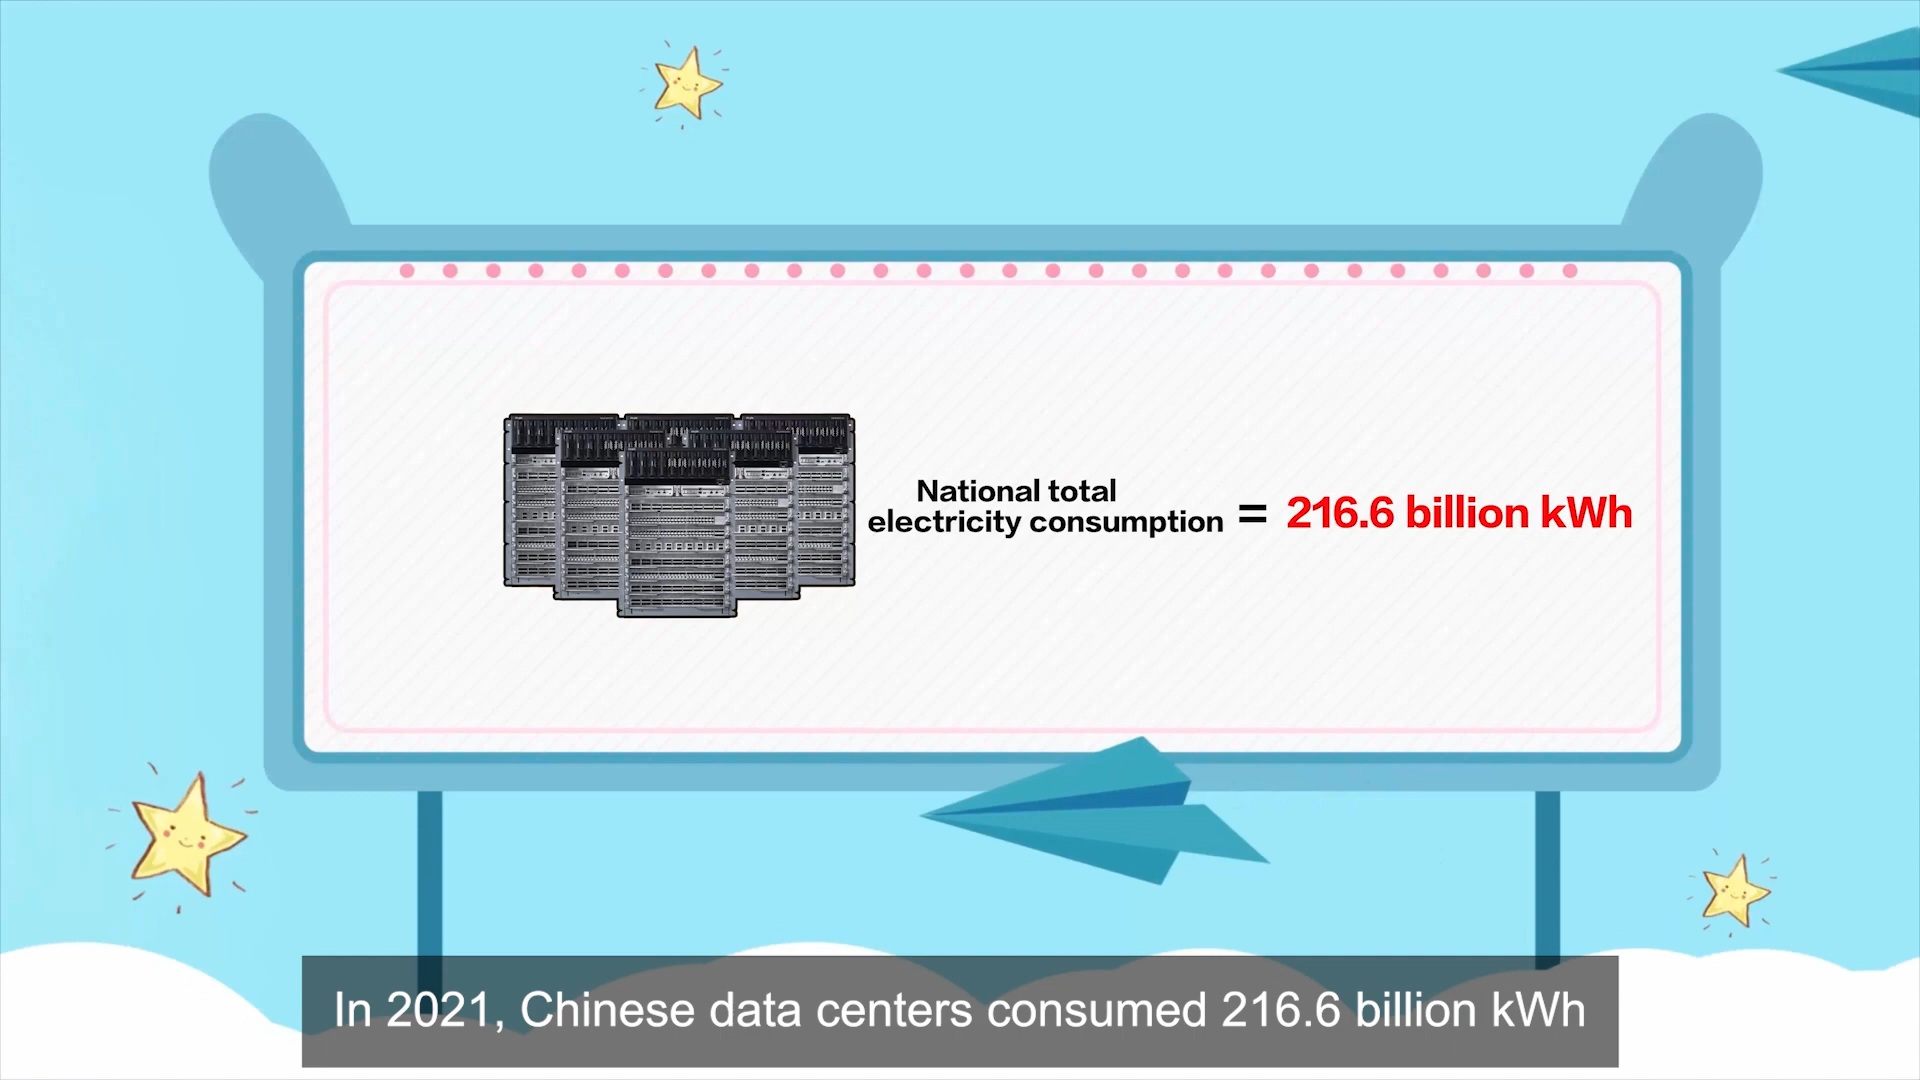 National total
electricity consumption = 216.6 billion kWh
In 2021, Chinese data centers consumed 216.6 billion kWh